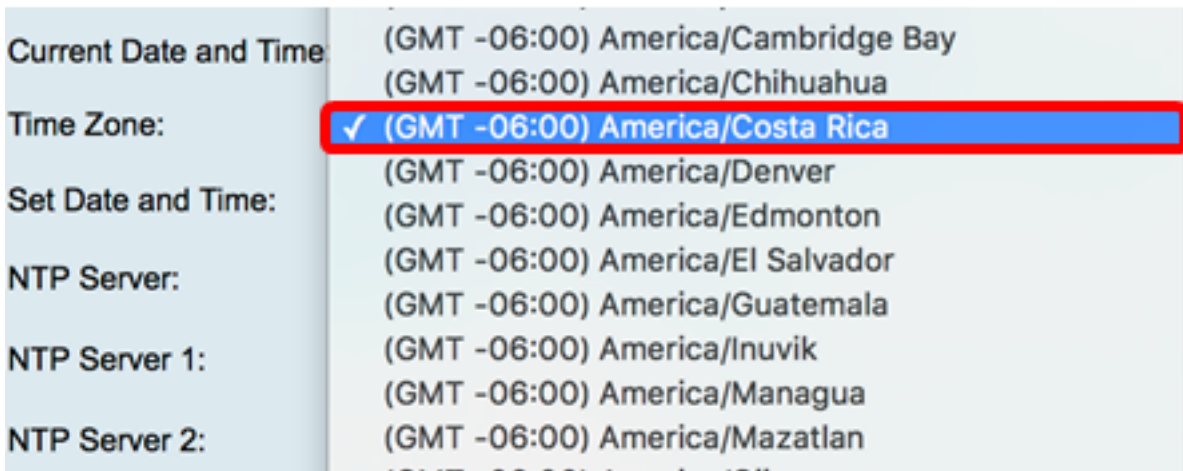 Current Date and Time:
Time Zone:
Set Date and Time:
NTP Server:
NTP Server 1:
NTP Server 2:
(GMT -06:00) America/Cambridge Bay
(GMT -06:00) America/Chihuahua
✓ (GMT -06:00) America/Costa Rica
(GMT -06:00) America/Denver
(GMT -06:00) America/Edmonton
(GMT -06:00) America/El Salvador
(GMT -06:00) America/Guatemala
(GMT -06:00) America/Inuvik
(GMT -06:00) America/Managua
(GMT -06:00) America/Mazatlan